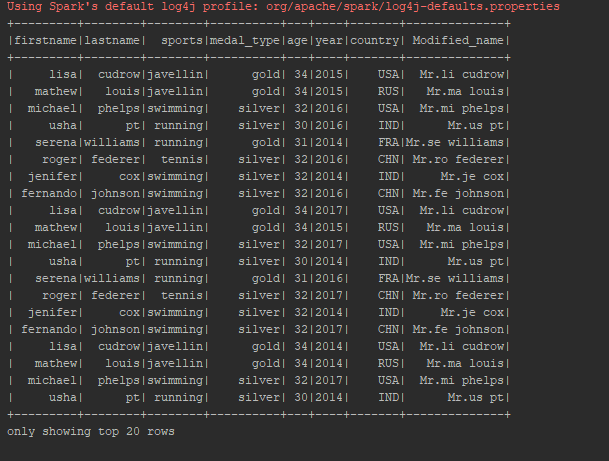 Using Spark's default log4j profile: org/apache/spark/log4j-defaults.properties
+---------+--------+--------+----------+---+----+-------+--------------+
|firstname|lastname|  sports|medal_type|age|year|country| Modified_name|
+---------+--------+--------+----------+---+----+-------+--------------+
|     lisa|  cudrow|javellin|      gold| 34|2015|    USA|  Mr.li cudrow|
|   mathew|   louis|javellin|      gold| 34|2015|    RUS|   Mr.ma louis|
|  michael|  phelps|swimming|    silver| 32|2016|    USA|  Mr.mi phelps|
|     usha|      pt| running|    silver| 30|2016|    IND|      Mr.us pt|
|   serena|williams| running|      gold| 31|2014|    FRA|Mr.se williams|
|    roger| federer|  tennis|    silver| 32|2016|    CHN| Mr.ro federer|
|  jenifer|     cox|swimming|    silver| 32|2014|    IND|     Mr.je cox|
| fernando| johnson|swimming|    silver| 32|2016|    CHN| Mr.fe johnson|
|     lisa|  cudrow|javellin|      gold| 34|2017|    USA|  Mr.li cudrow|
|   mathew|   louis|javellin|      gold| 34|2015|    RUS|   Mr.ma louis|
|  michael|  phelps|swimming|    silver| 32|2017|    USA|  Mr.mi phelps|
|     usha|      pt| running|    silver| 30|2014|    IND|      Mr.us pt|
|   serena|williams| running|      gold| 31|2016|    FRA|Mr.se williams|
|    roger| federer|  tennis|    silver| 32|2017|    CHN| Mr.ro federer|
|  jenifer|     cox|swimming|    silver| 32|2014|    IND|     Mr.je cox|
| fernando| johnson|swimming|    silver| 32|2017|    CHN| Mr.fe johnson|
|     lisa|  cudrow|javellin|      gold| 34|2014|    USA|  Mr.li cudrow|
|   mathew|   louis|javellin|      gold| 34|2014|    RUS|   Mr.ma louis|
|  michael|  phelps|swimming|    silver| 32|2017|    USA|  Mr.mi phelps|
|     usha|      pt| running|    silver| 30|2014|    IND|      Mr.us pt|
+---------+--------+--------+----------+---+----+-------+--------------+
only showing top 20 rows